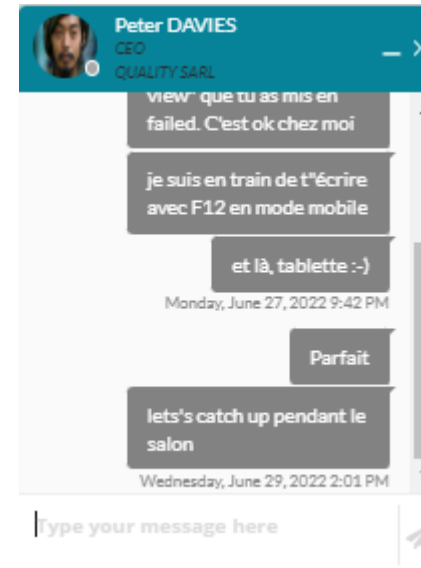 Peter DAVIES
CEO
QUALITY SARL
view" que tu as mis en
failed. C'est ok chez moi
je suis en train de t"écrire
avec F12 en mode mobile
et là, tablette :-)
Monday, June 27, 2022 9:42 PM
Parfait
lets's catch up pendant le
salon
Wednesday, June 29, 2022 2:01 PM
Type your message here